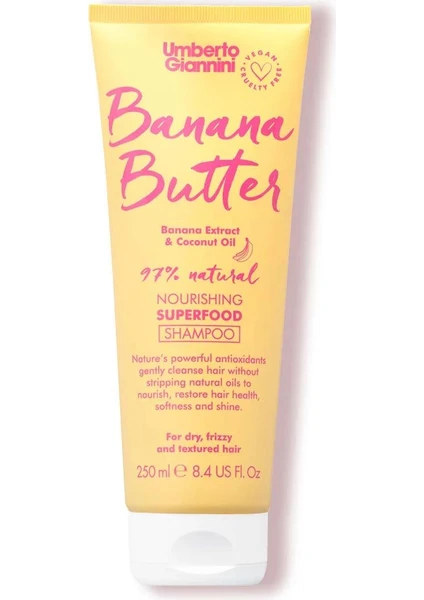 Umberto
Giannini
VEGAN
CRUELTY FREE
Banana
Butter
Banana Extract
& Coconut Oil
97% natural
NOURISHING
SUPERFOOD
SHAMPOO
Nature's powerful antioxidants
gently cleanse hair without
stripping natural oils to
nourish, restore hair health,
softness and shine.
For dry, frizzy
and textured hair
250 ml ℮ 8.4 US Fl. Oz